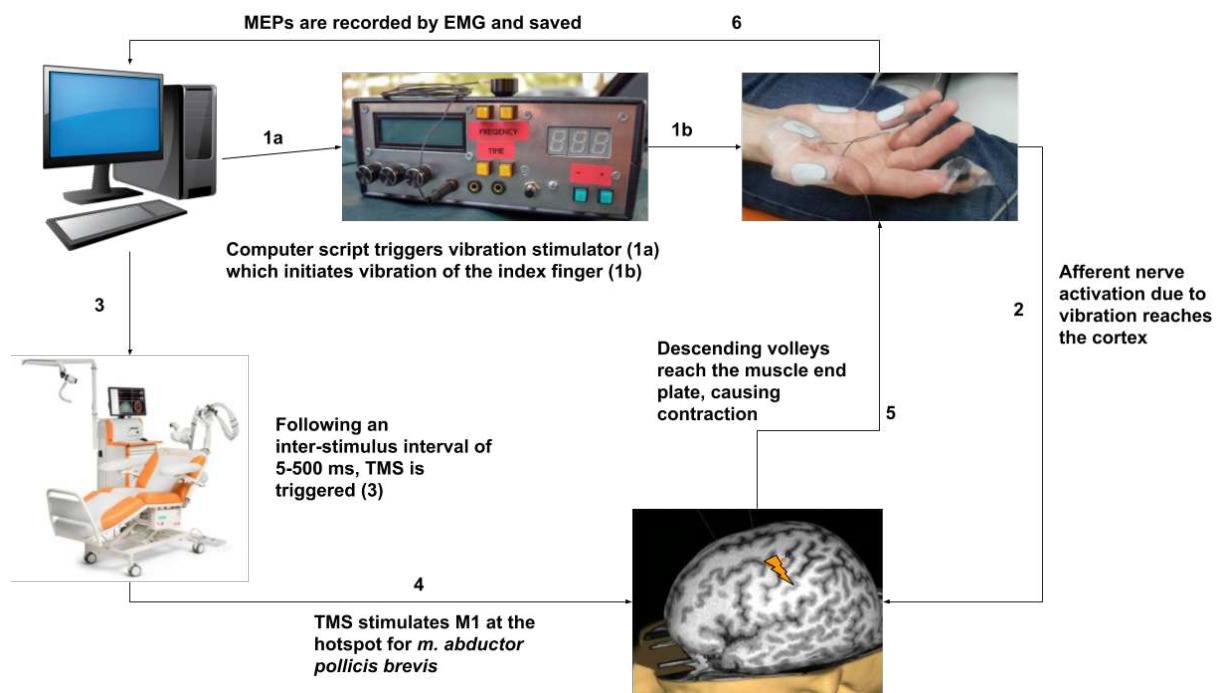 MEPs are recorded by EMG and saved
6
1a
FREQENCY
TIME
1b
Computer script triggers vibration stimulator (1a)
which initiates vibration of the index finger (1b)
3
Afferent nerve
activation due to
vibration reaches
the cortex
2
Descending volleys
reach the muscle end
plate, causing
contraction
5
Following an
inter-stimulus interval of
5-500 ms, TMS is
triggered (3)
4
TMS stimulates M1 at the
hotspot for m. abductor
pollicis brevis